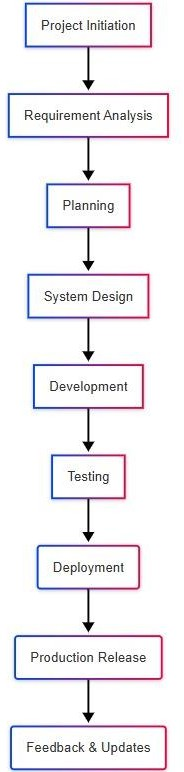 Project Initiation
Requirement Analysis
Planning
System Design
Development
Testing
Deployment
Production Release
Feedback & Updates